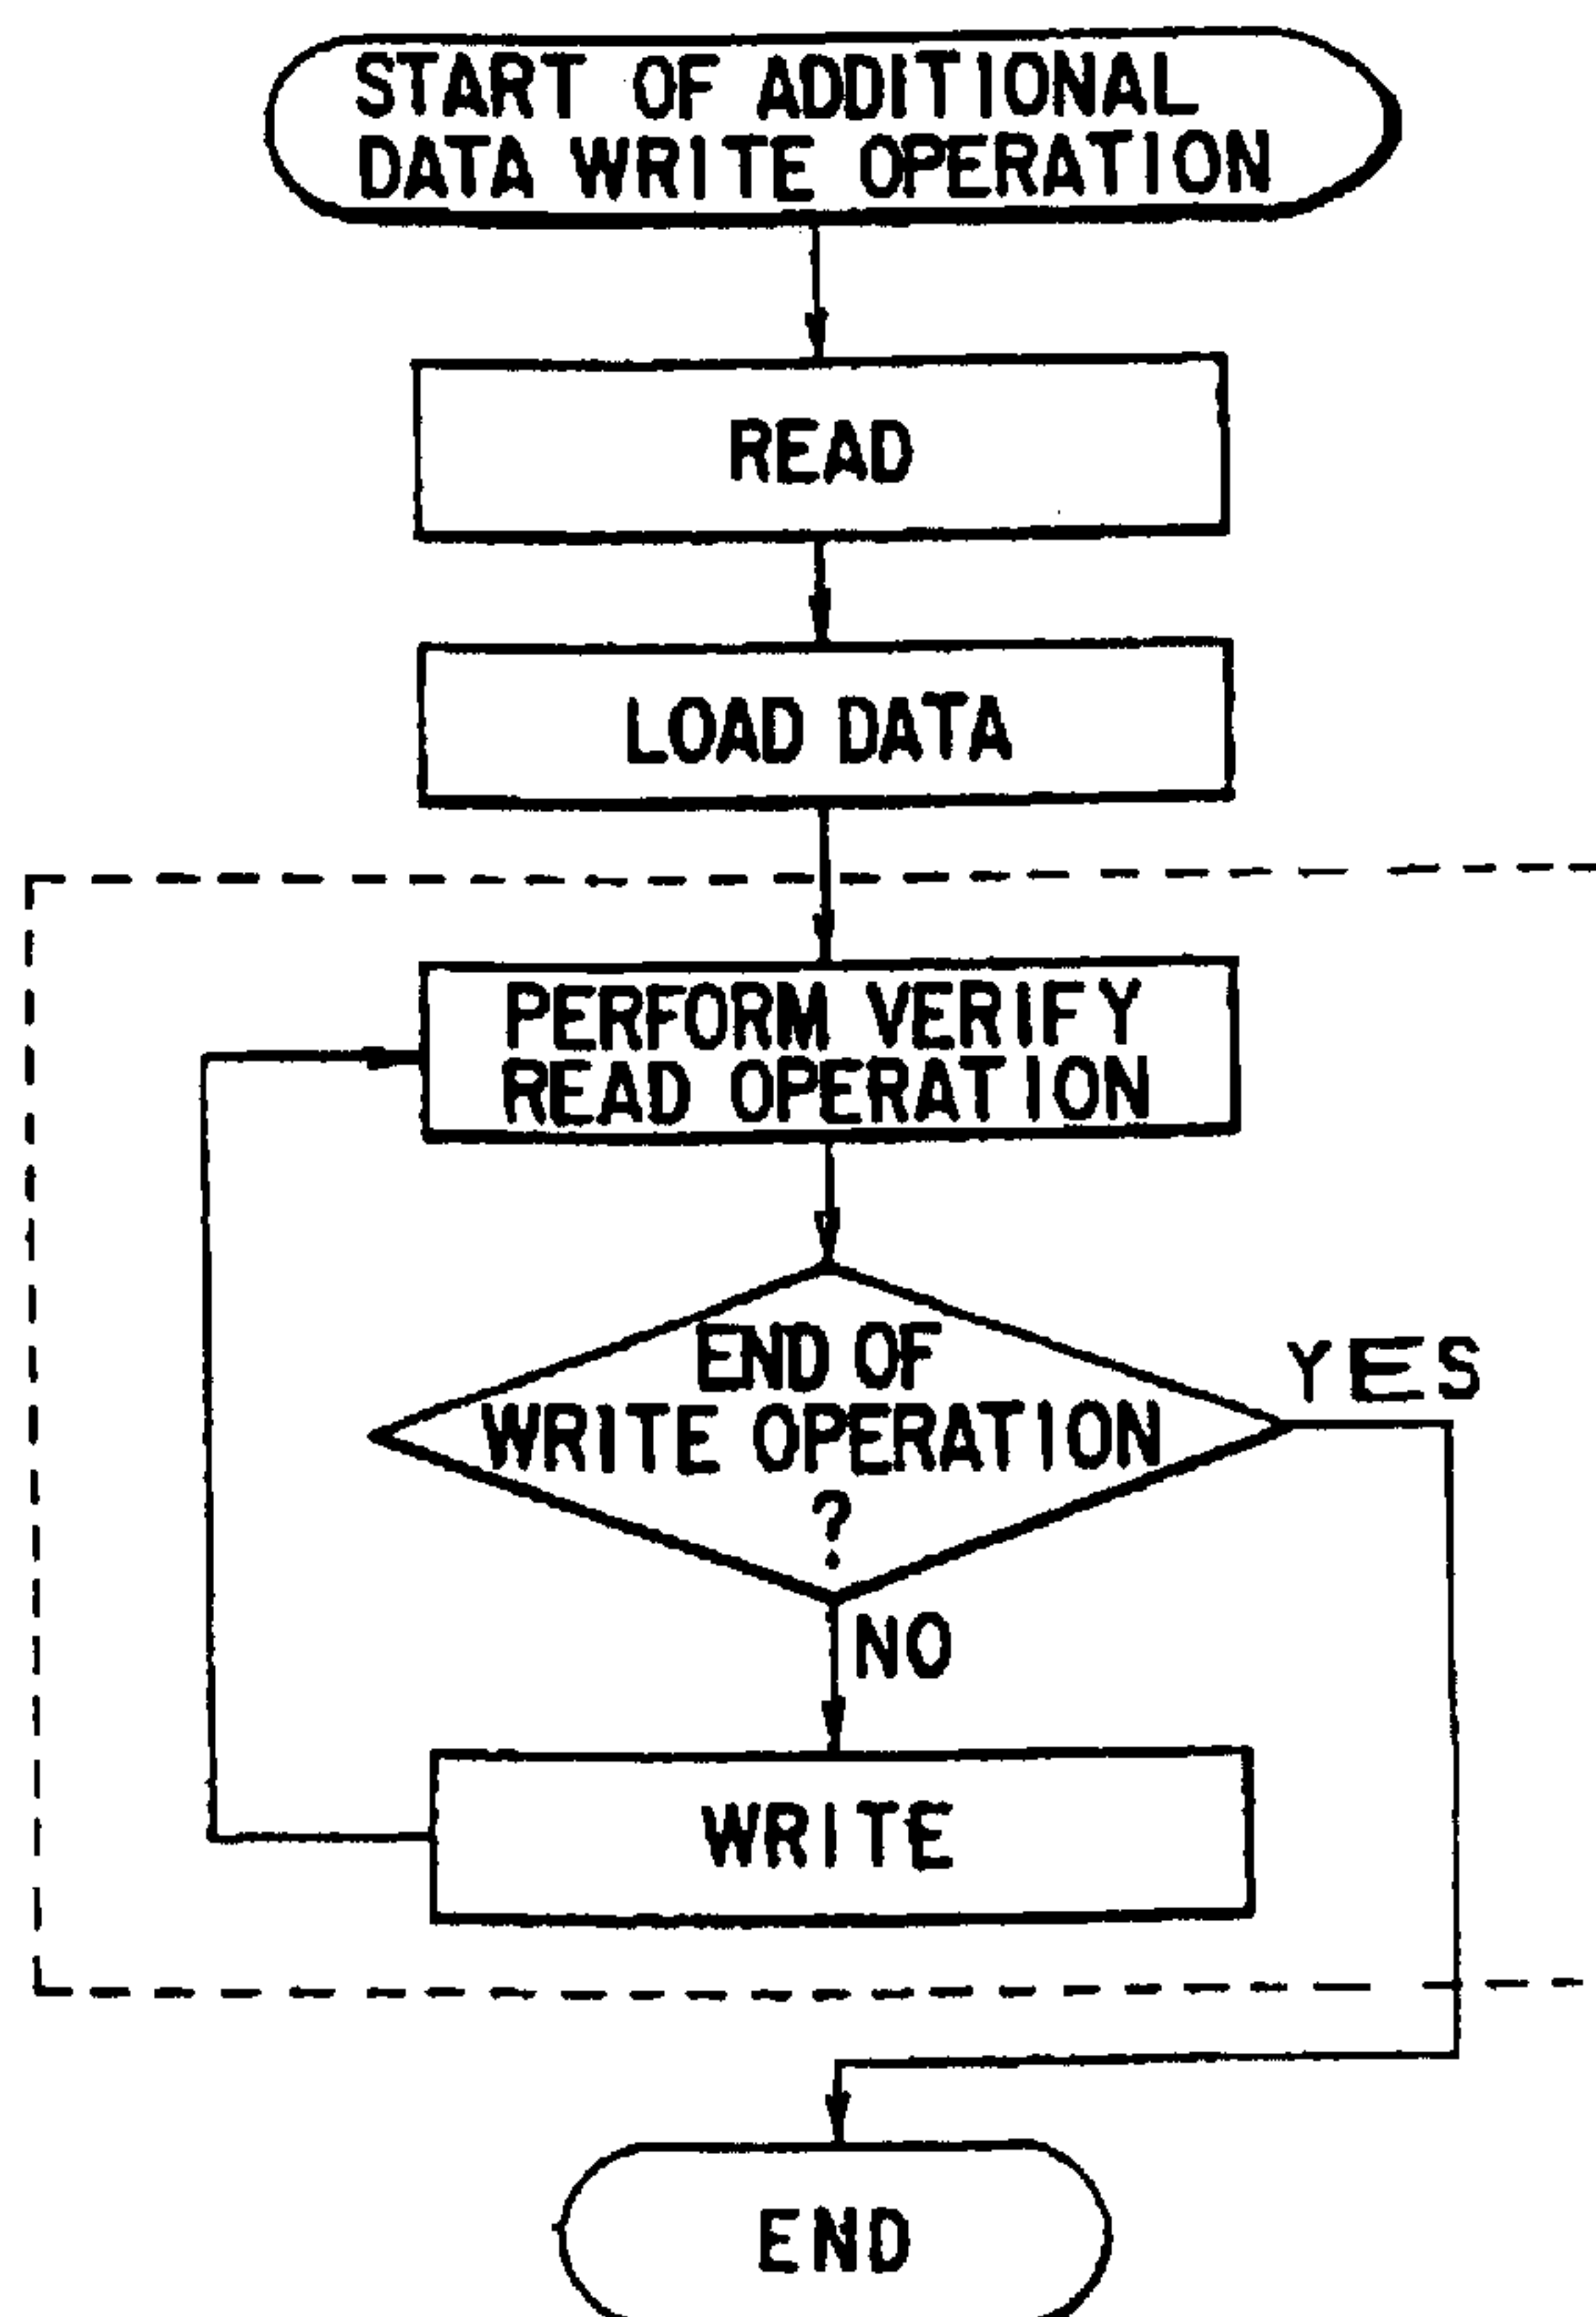 START OF ADDITIONAL
DATA WRITE OPERATION
READ
LOAD DATA
PERFORM VERIFY
READ OPERATION
END OF
WRITE OPERATION
?
YES
NO
WRITE
END